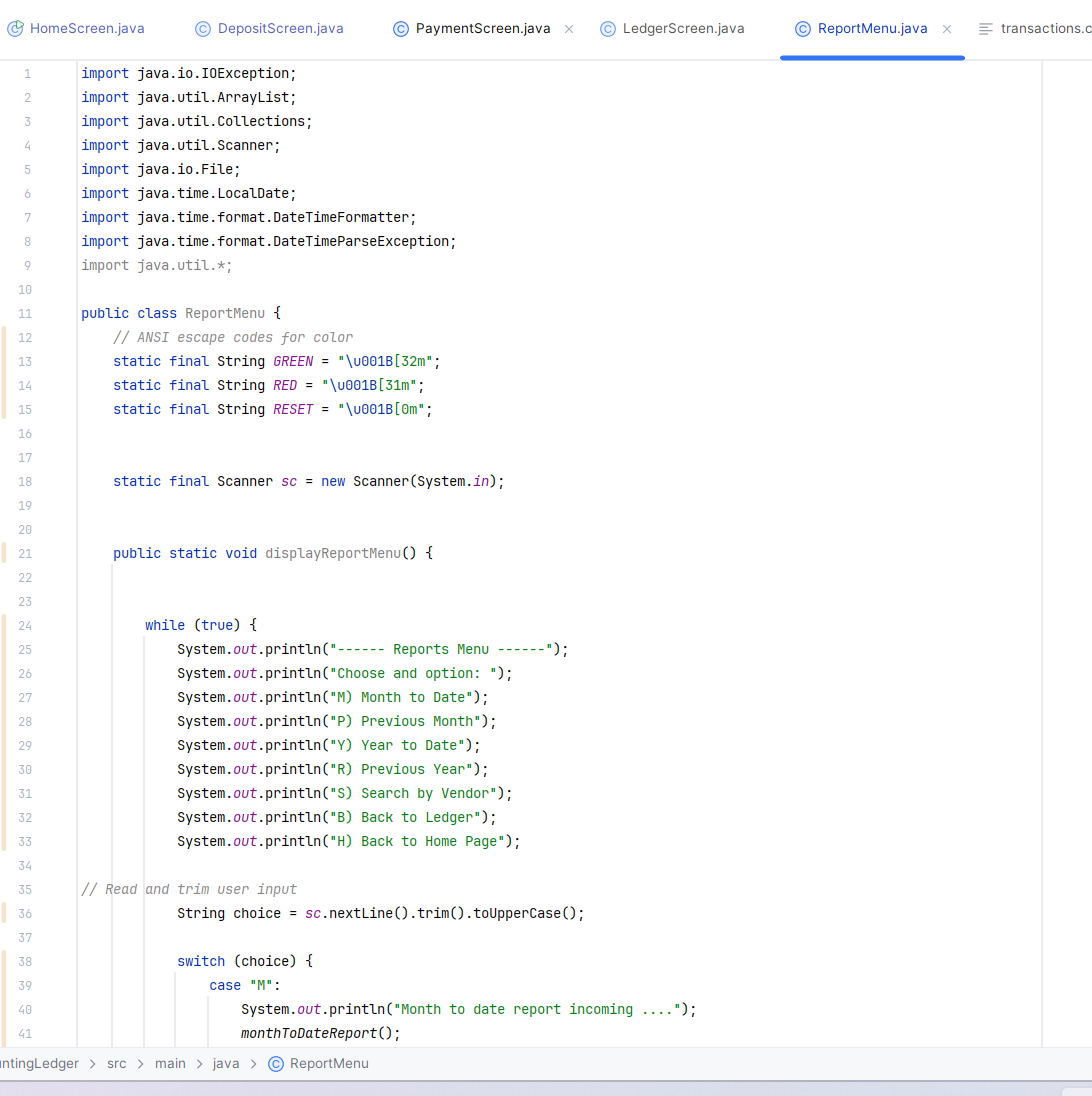 HomeScreen.java DepositScreen.java PaymentScreen.java LedgerScreen.java ReportMenu.java transactions.c
1 import java.io.IOException;
2 import java.util.ArrayList;
3 import java.util.Collections;
4 import java.util.Scanner;
5 import java.io.File;
6 import java.time.LocalDate;
7 import java.time.format.DateTimeFormatter;
8 import java.time.format.DateTimeParseException;
9 import java.util.*;
10
11 public class ReportMenu {
12 // ANSI escape codes for color
13 static final String GREEN = "\u001B[32m";
14 static final String RED = "\u001B[31m";
15 static final String RESET = "\u001B[0m";
16
17
18 static final Scanner sc = new Scanner(System.in);
19
20
21 public static void displayReportMenu() {
22
23
24 while (true) {
25 System.out.println("------ Reports Menu ------");
26 System.out.println("Choose and option: ");
27 System.out.println("M) Month to Date");
28 System.out.println("P) Previous Month");
29 System.out.println("Y) Year to Date");
30 System.out.println("R) Previous Year");
31 System.out.println("S) Search by Vendor");
32 System.out.println("B) Back to Ledger");
33 System.out.println("H) Back to Home Page");
34
35 // Read and trim user input
36 String choice = sc.nextLine().trim().toUpperCase();
37
38 switch (choice) {
39 case "M":
40 System.out.println("Month to date report incoming ....");
41 monthToDateReport();
untingLedger > src > main > java > ReportMenu